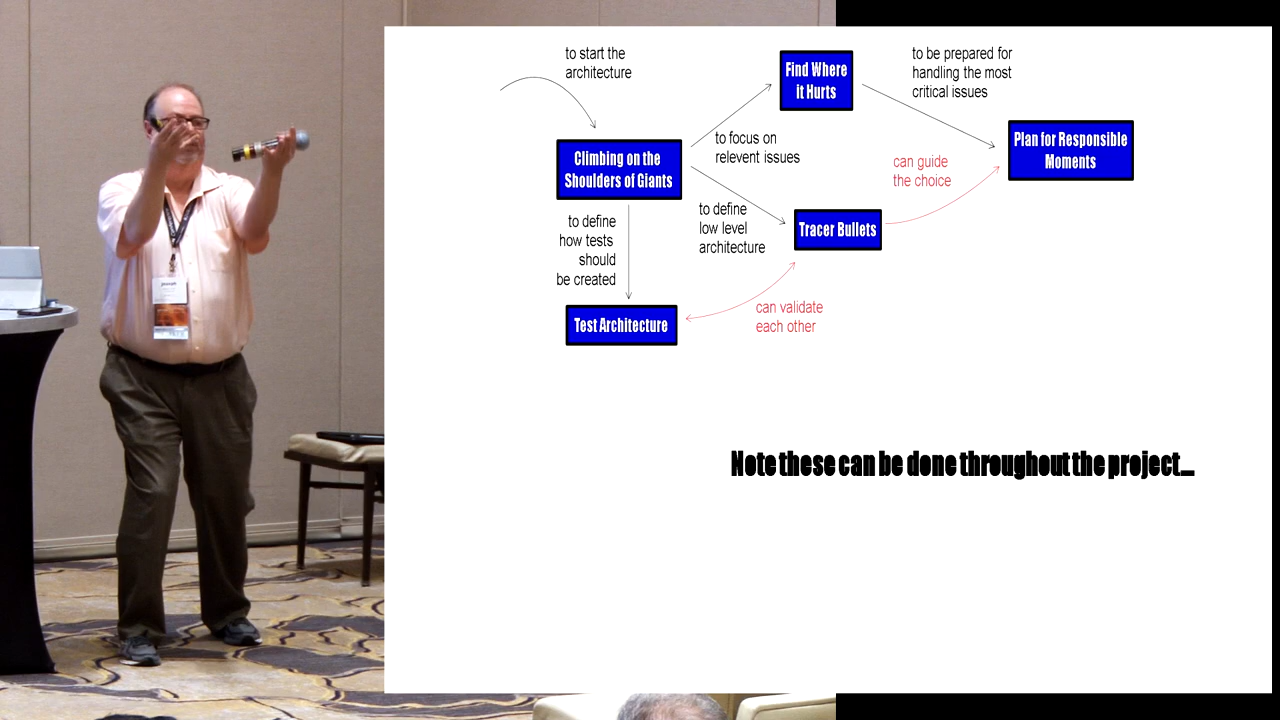 to start the
architecture
Find Where
it Hurts
to be prepared for
handling the most
critical issues
to focus on
relevent issues
Plan for Responsible
Moments
Climbing on the
Shoulders of Giants
can guide
the choice
to define
low level
architecture
Tracer Bullets
to define
how tests
should
be created
can validate
each other
Test Architecture
Note these can be done throughout the project...
joseph